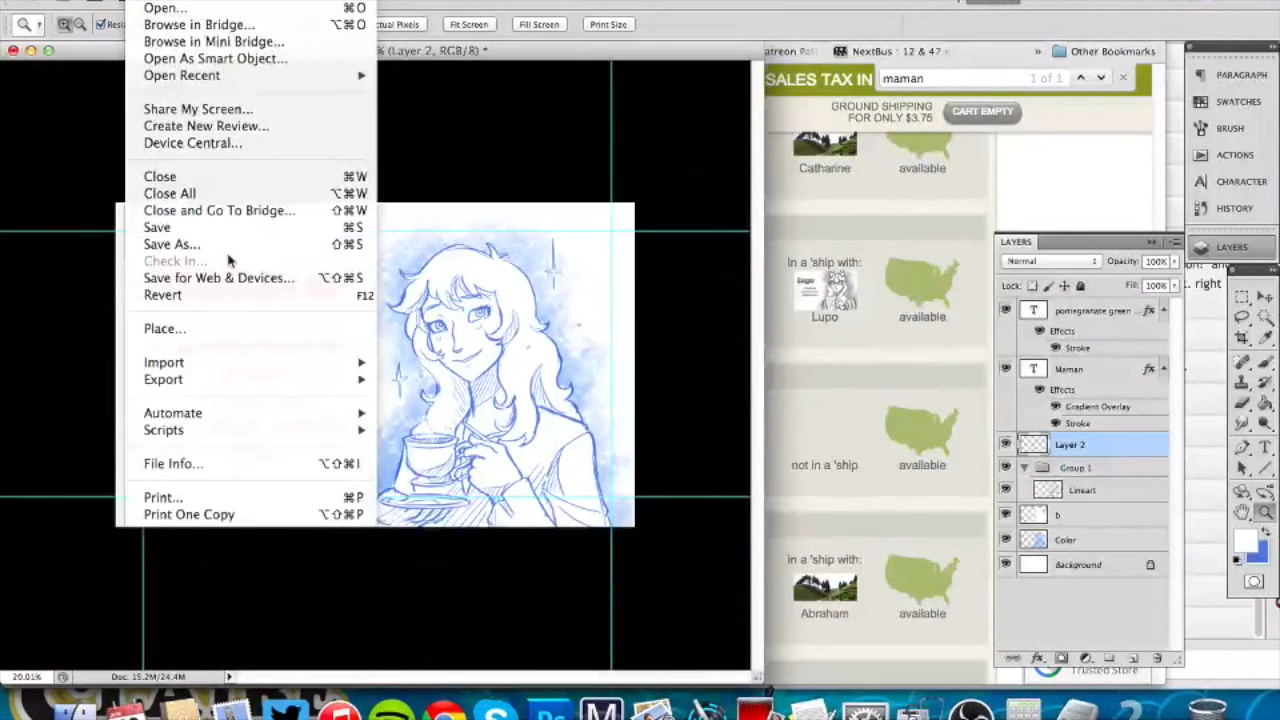 Open... ⌘O
Browse in Bridge... ⌥⌘O
Browse in Mini Bridge...
Open As Smart Object...
Open Recent ▶
Share My Screen...
Create New Review...
Device Central...
Close ⌘W
Close All ⌥⌘W
Close and Go To Bridge... ⇧⌘W
Save ⌘S
Save As... ⇧⌘S
Check In...
Save for Web & Devices... ⌥⇧⌘S
Revert F12
Place...
Import ▶
Export ▶
Automate ▶
Scripts ▶
File Info... ⌥⇧⌘I
Print... ⌘P
Print One Copy ⌥⇧⌘P
Fit Screen
Fill Screen
Print Size
% (Layer 2, RGB/8) *
20.01%
Doc: 15.2M/24.4M
NextBus : 12 & 47
» Other Bookmarks
SALES TAX IN
maman 1 of 1
GROUND SHIPPING
FOR ONLY $3.75
CART EMPTY
Catharine
available
in a 'ship with:
Lupo
available
not in a 'ship
available
in a 'ship with:
Abraham
available
Trusted Store
LAYERS
Normal Opacity: 100%
Lock: Fill: 100%
T pomegranate green ... fx
Effects
Stroke
T Maman fx
Effects
Gradient Overlay
Stroke
Layer 2
Group 1
Lineart
b
Color
Background
PARAGRAPH
SWATCHES
BRUSH
ACTIONS
CHARACTER
HISTORY
LAYERS
right